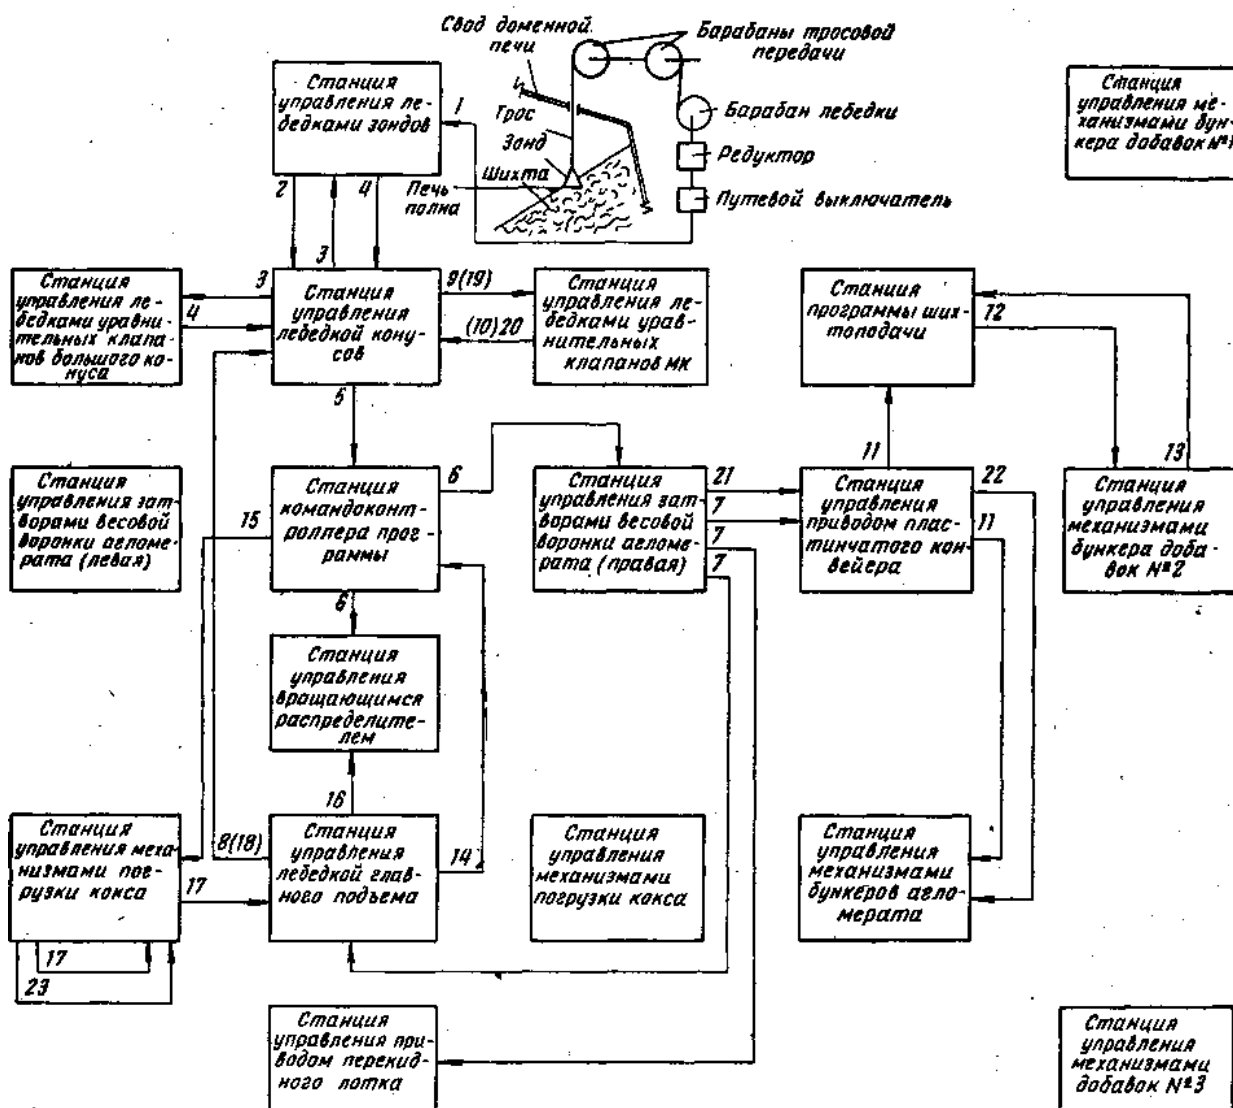 Свод доменной
печи
Барабаны тросовой
передачи
Трос
Зонд
Шихта
Печь
полна
Барабан лебедки
Редуктор
Путевой выключатель
Станция
управления ле-
бедками зондов
1
2
3
4
Станция
управления ме-
ханизмами бун-
кера добавок №1
Станция
управления ле-
бедками уравни-
тельных клапа-
нов большого ко-
нуса
3
4
Станция
управления
лебедкой кону-
сов
9(19)
(10)20
Станция
управления ле-
бедками урав-
нительных
клапанов МК
Станция
программы ших-
топодачи
12
5
11
13
Станция
управления зат-
ворами весовой
воронки агломе-
рата (левая)
15
Станция
командоконт-
роллера прог-
раммы
6
Станция
управления зат-
ворами весовой
воронки агломе-
рата (правая)
21
7
7
7
Станция
управления
приводом плас-
тинчатого кон-
вейера
22
11
Станция
управления
механизмами
бункера доба-
вок №2
6
Станция
управления
вращающимся
распределите-
лем
16
Станция
управления меха-
низмами пог-
рузки кокса
17
8(18)
Станция
управления
лебедкой глав-
ного подъема
14
Станция
управления
механизмами
погрузки кокса
Станция
управления
механизмами
бункеров агло-
мерата
17
23
Станция
управления при-
водом перекид-
ного лотка
Станция
управления
механизмами
добавок №3